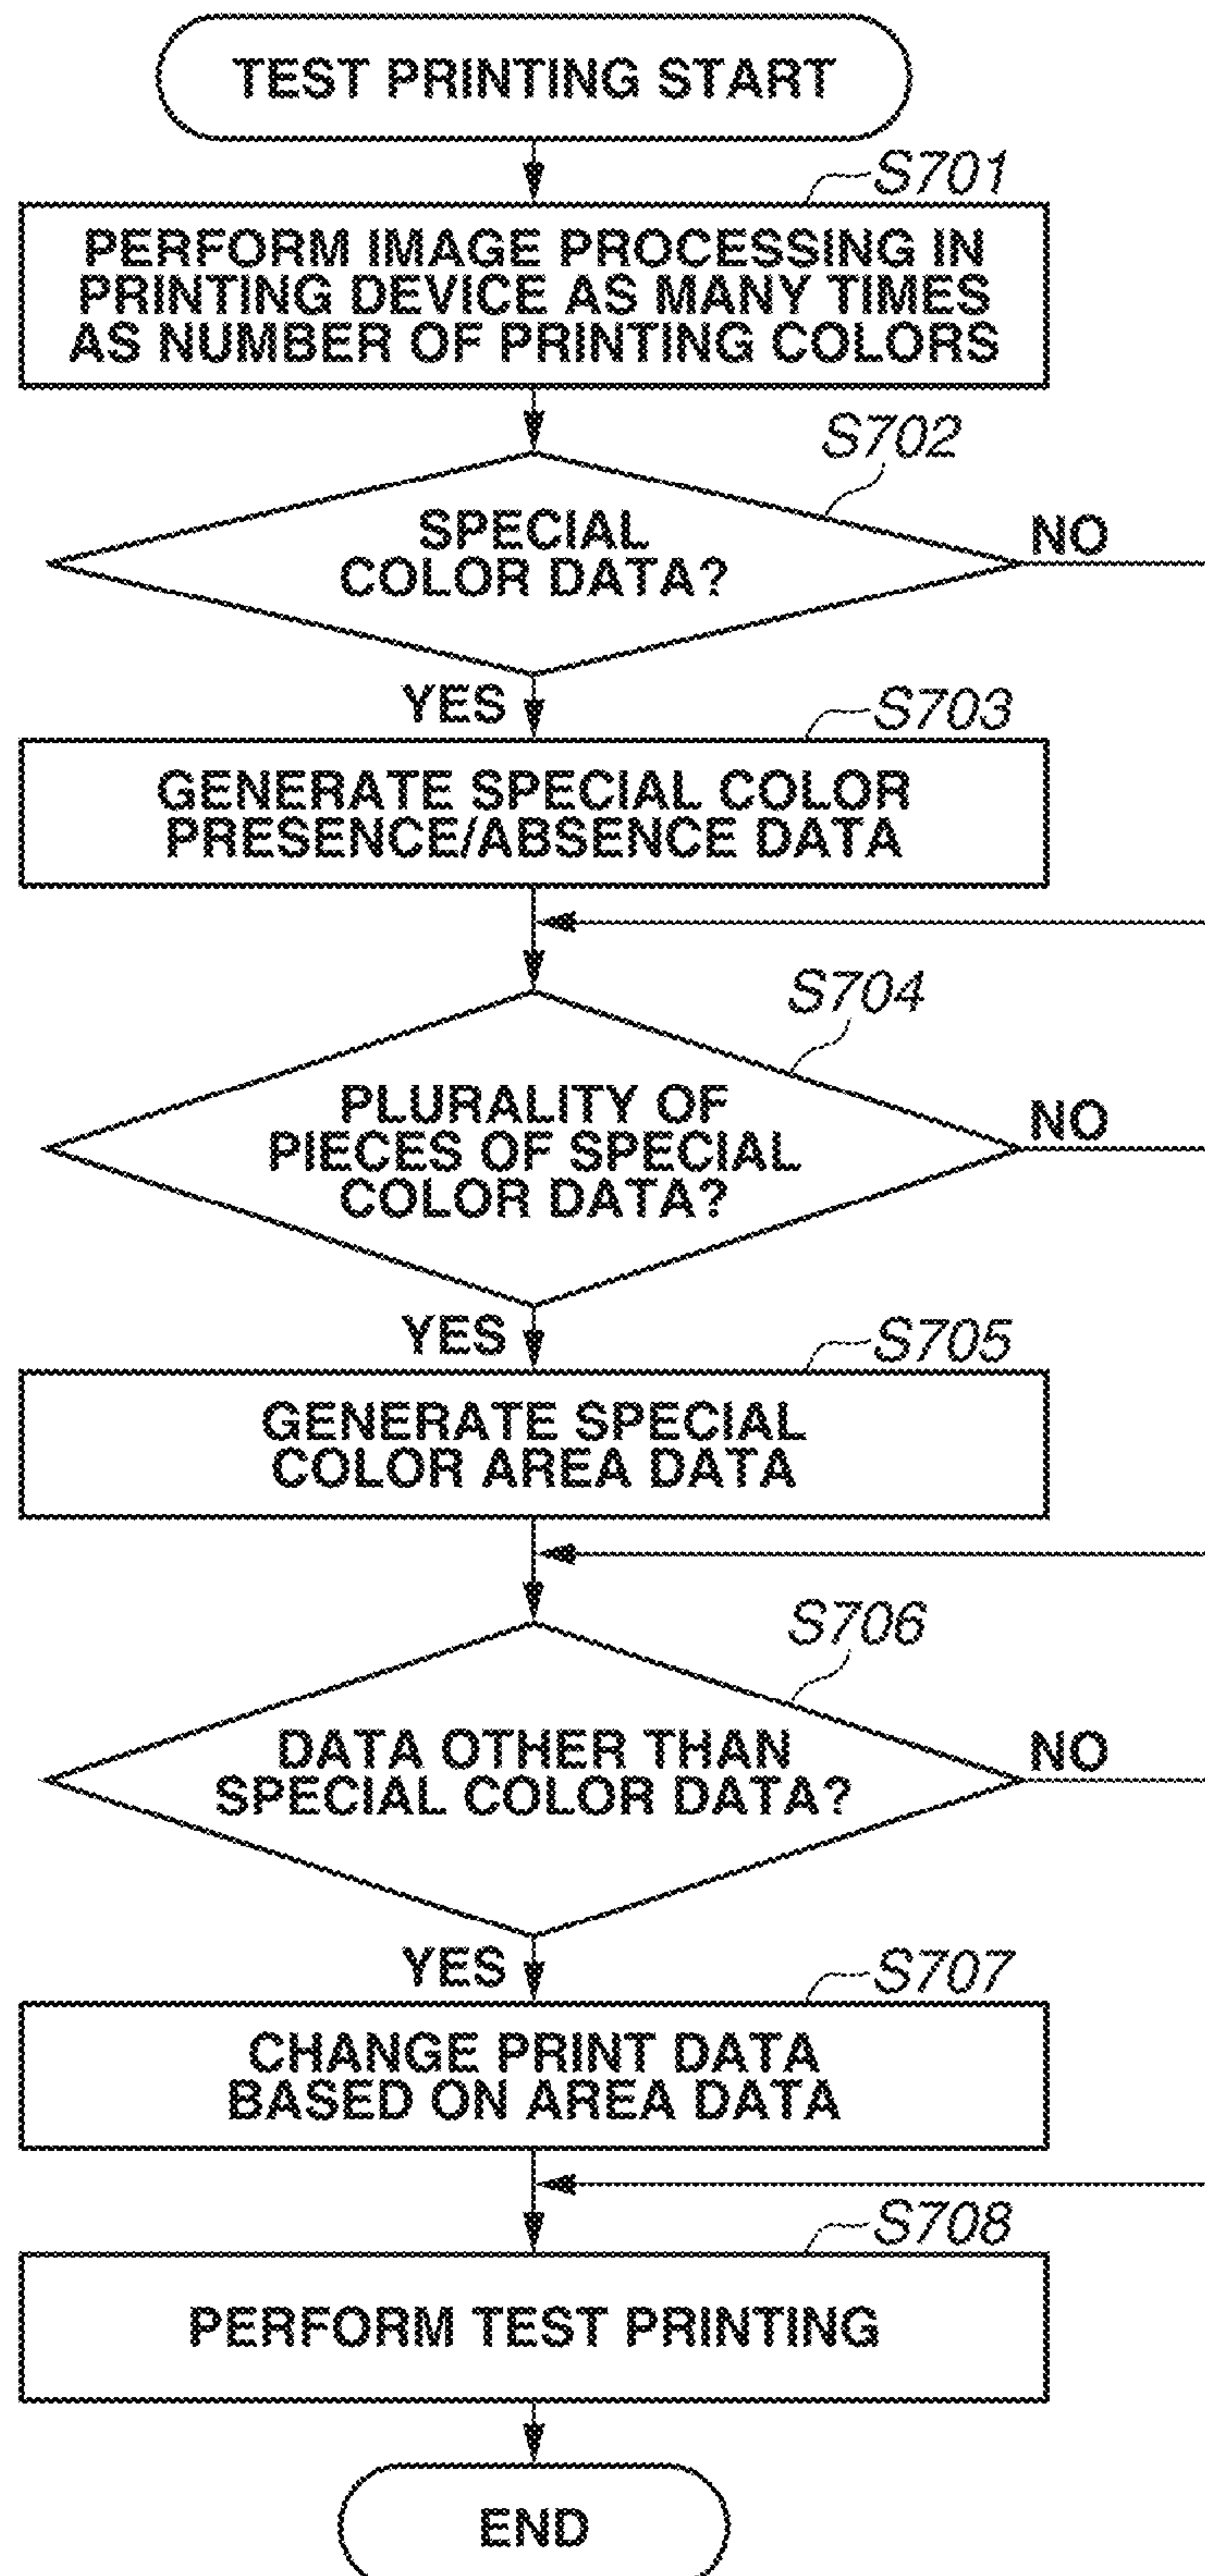 TEST PRINTING START
S701
PERFORM IMAGE PROCESSING IN
PRINTING DEVICE AS MANY TIMES
AS NUMBER OF PRINTING COLORS
S702
SPECIAL
COLOR DATA?
NO
YES
S703
GENERATE SPECIAL COLOR
PRESENCE/ABSENCE DATA
S704
PLURALITY OF
PIECES OF SPECIAL
COLOR DATA?
NO
YES
S705
GENERATE SPECIAL
COLOR AREA DATA
S706
DATA OTHER THAN
SPECIAL COLOR DATA?
NO
YES
S707
CHANGE PRINT DATA
BASED ON AREA DATA
S708
PERFORM TEST PRINTING
END